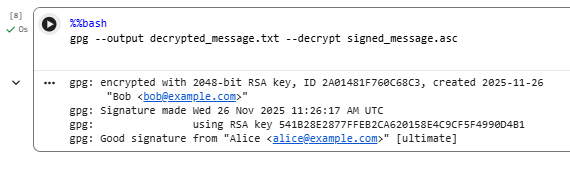 [8]
0s
%%bash
gpg --output decrypted_message.txt --decrypt signed_message.asc
gpg: encrypted with 2048-bit RSA key, ID 2A01481F760C68C3, created 2025-11-26
"Bob <bob@example.com>"
gpg: Signature made Wed 26 Nov 2025 11:26:17 AM UTC
gpg: using RSA key 541B28E2877FFEB2CA620158E4C9CF5F4990D4B1
gpg: Good signature from "Alice <alice@example.com>" [ultimate]